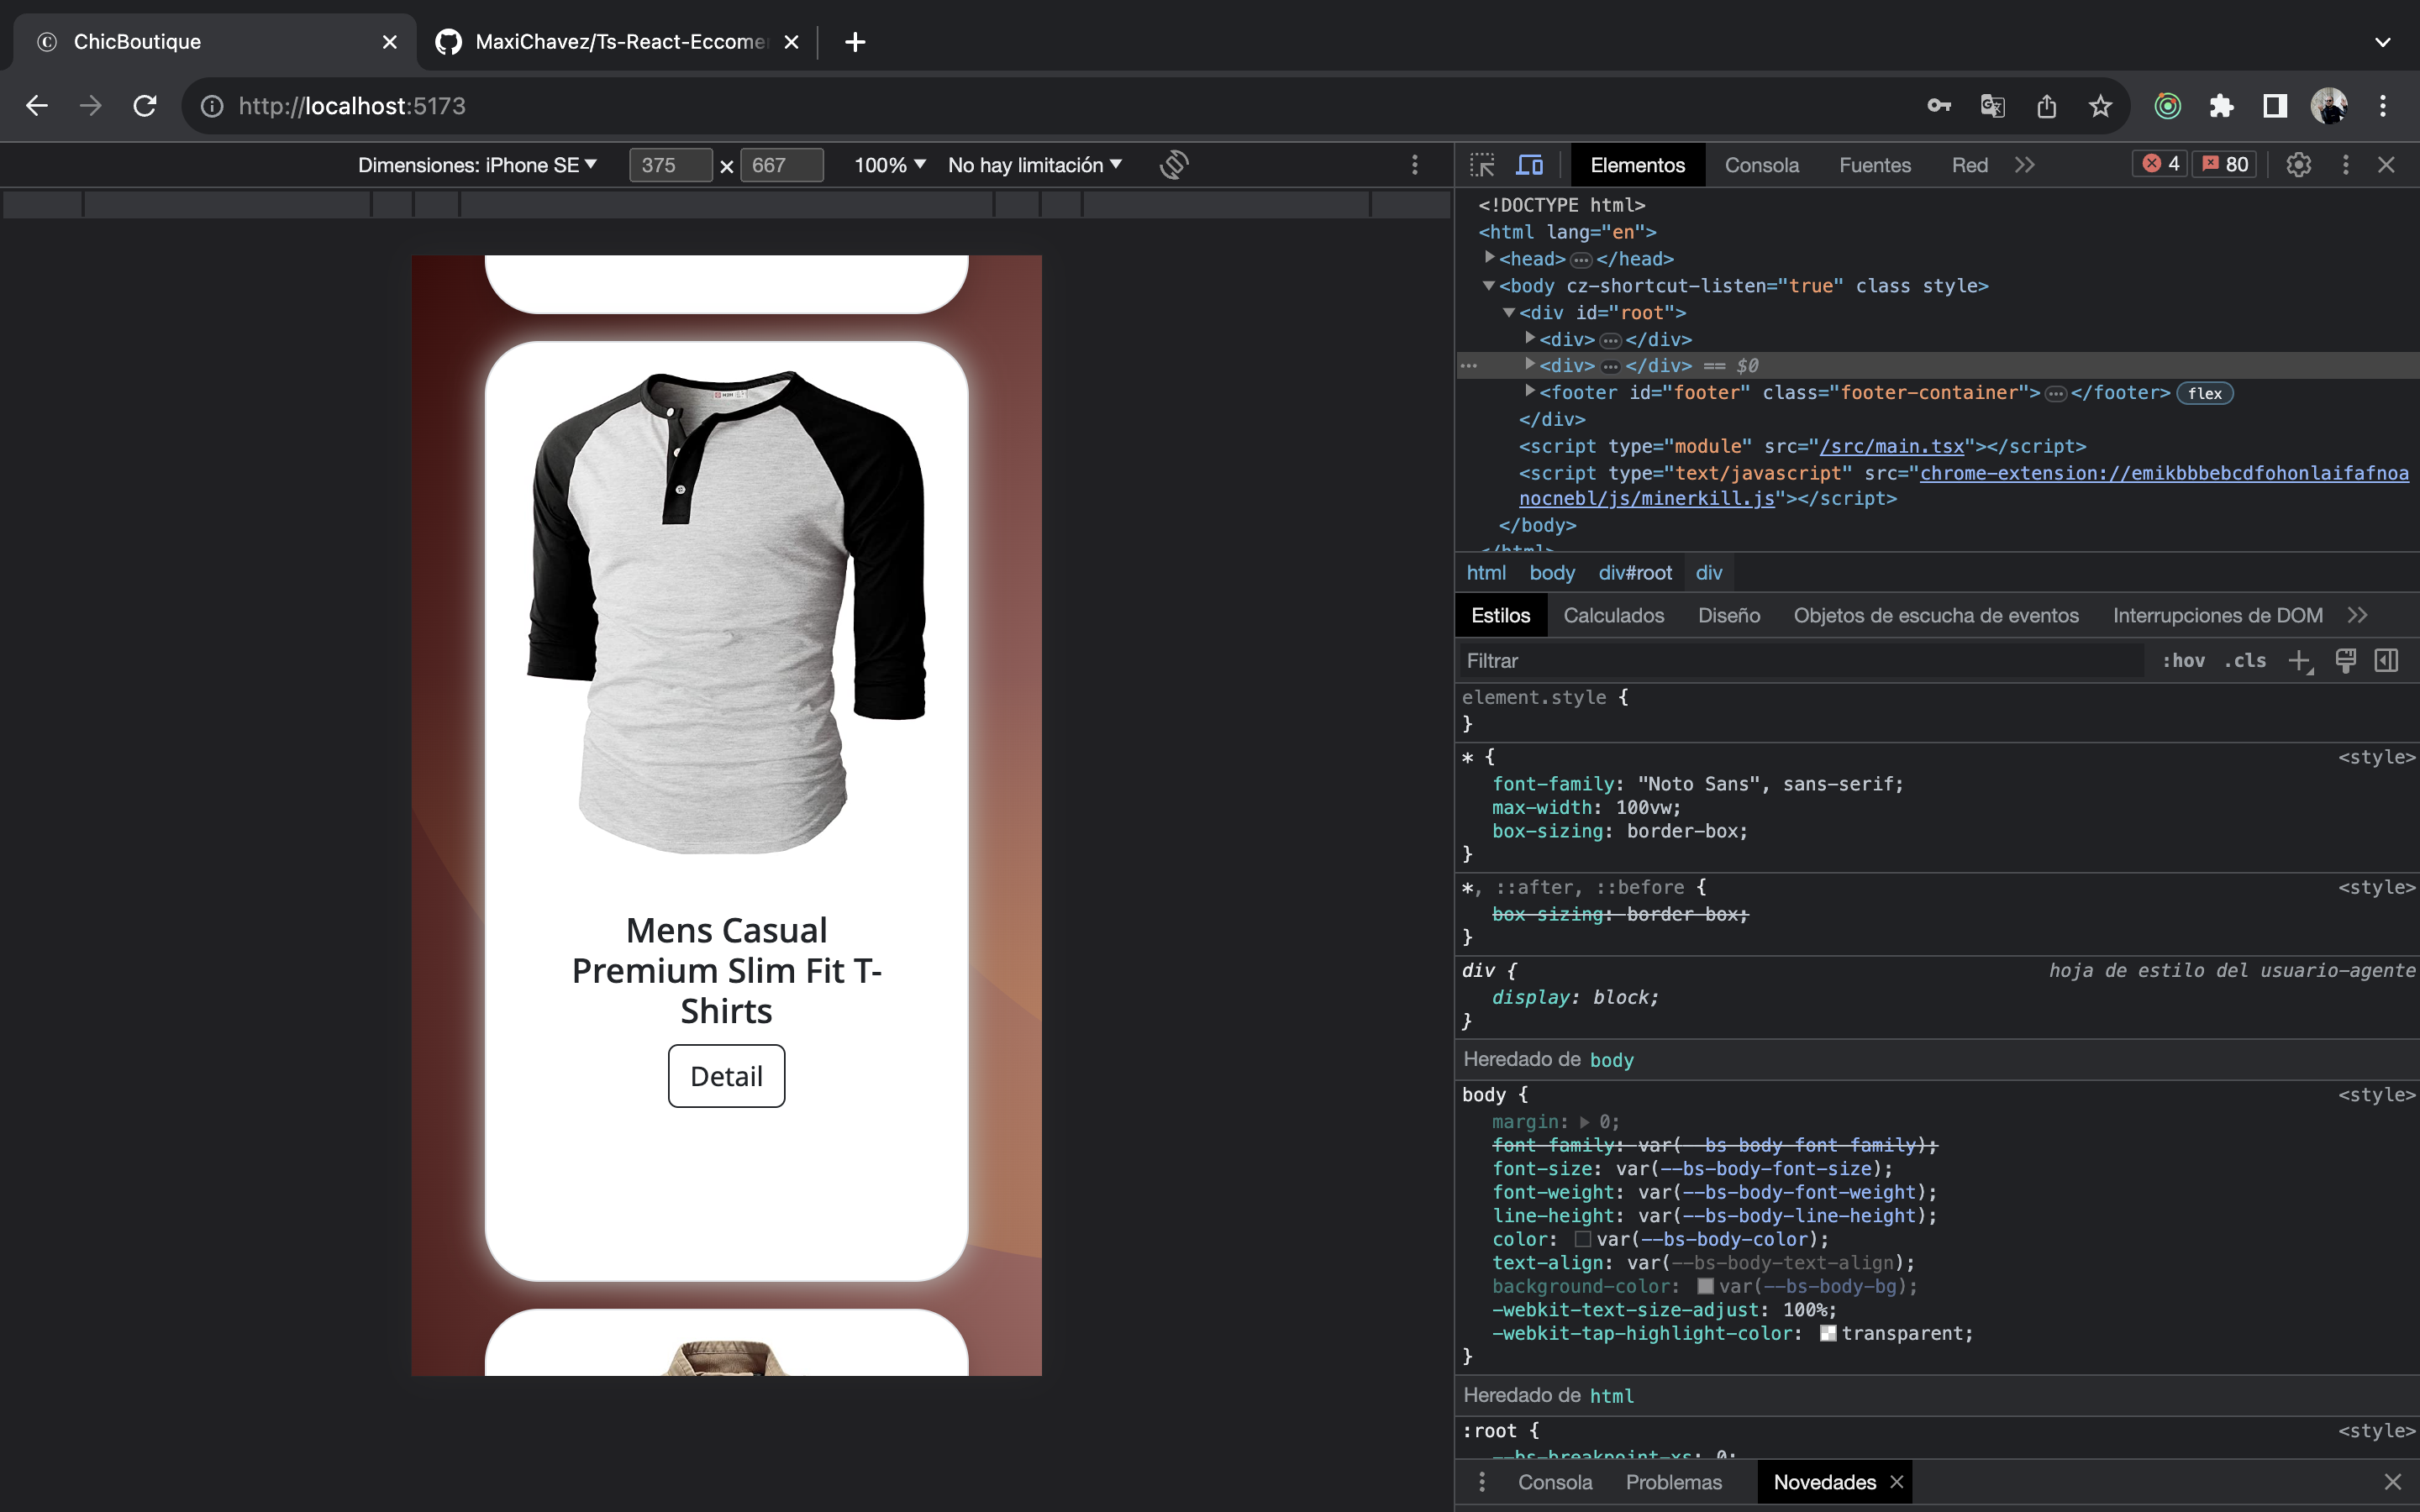 ChicBoutique
MaxiChavez/Ts-React-Eccomer
http://localhost:5173
Dimensiones: iPhone SE
375 × 667
100%
No hay limitación
Elementos
Consola
Fuentes
Red
4
80
<!DOCTYPE html>
<html lang="en">
<head>…</head>
<body cz-shortcut-listen="true" class style>
<div id="root">
<div>…</div>
<div>…</div> == $0
<footer id="footer" class="footer-container">…</footer> flex
</div>
<script type="module" src="/src/main.tsx"></script>
<script type="text/javascript" src="chrome-extension://emikbbbebcdfohonlaifafnoa
nocnebl/js/minerkill.js"></script>
</body>
</html>
html body div#root div
Estilos
Calculados
Diseño
Objetos de escucha de eventos
Interrupciones de DOM
Filtrar
:hov .cls
element.style {
}
* { <style>
font-family: "Noto Sans", sans-serif;
max-width: 100vw;
box-sizing: border-box;
}
*, ::after, ::before { <style>
box-sizing: border-box;
}
div { hoja de estilo del usuario-agente
display: block;
}
Heredado de body
body { <style>
margin: 0;
font-family: var(--bs-body-font-family);
font-size: var(--bs-body-font-size);
font-weight: var(--bs-body-font-weight);
line-height: var(--bs-body-line-height);
color: var(--bs-body-color);
text-align: var(--bs-body-text-align);
background-color: var(--bs-body-bg);
-webkit-text-size-adjust: 100%;
-webkit-tap-highlight-color: transparent;
}
Heredado de html
:root { <style>
--bs-breakpoint-xs: 0;
Consola
Problemas
Novedades
Mens Casual
Premium Slim Fit T-
Shirts
Detail